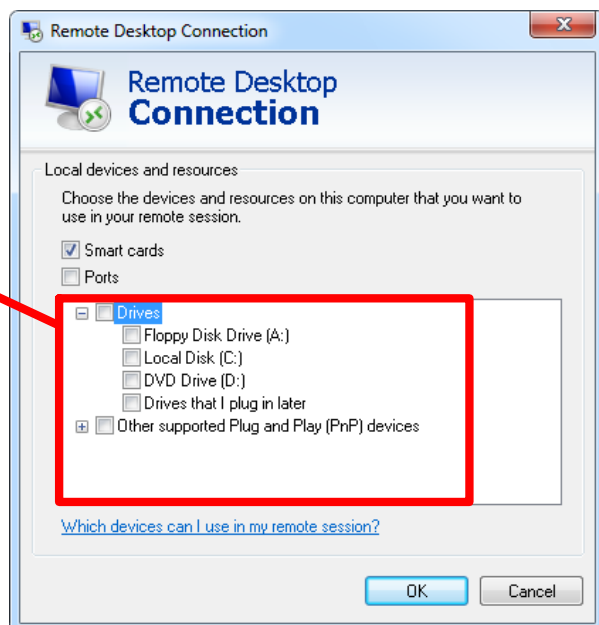 Remote Desktop Connection
Remote Desktop
Connection
Local devices and resources
Choose the devices and resources on this computer that you want to
use in your remote session.
Smart cards
Ports
Drives
Floppy Disk Drive (A:)
Local Disk (C:)
DVD Drive (D:)
Drives that I plug in later
Other supported Plug and Play (PnP) devices
Which devices can I use in my remote session?
OK
Cancel